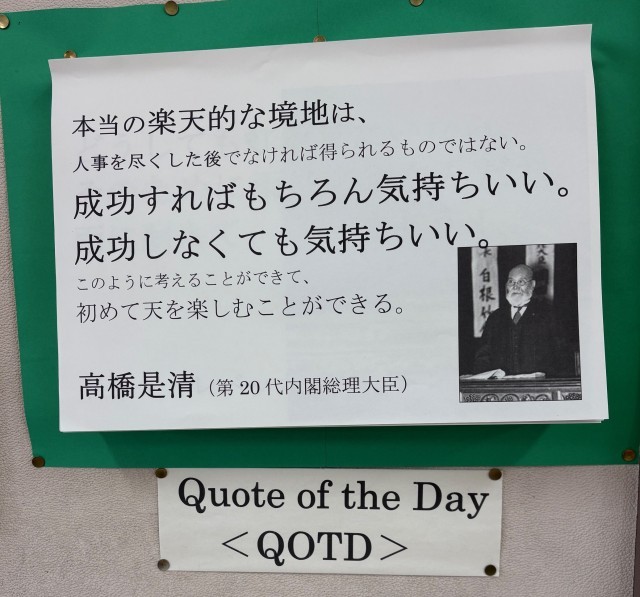 本当の楽天的な境地は、
人事を尽くした後でなければ得られるものではない。
成功すればもちろん気持ちいい。
成功しなくても気持ちいい。
このように考えることができて、
初めて天を楽しむことができる。
高橋是清（第20代内閣総理大臣）
白根
Quote of the Day
＜QOTD＞